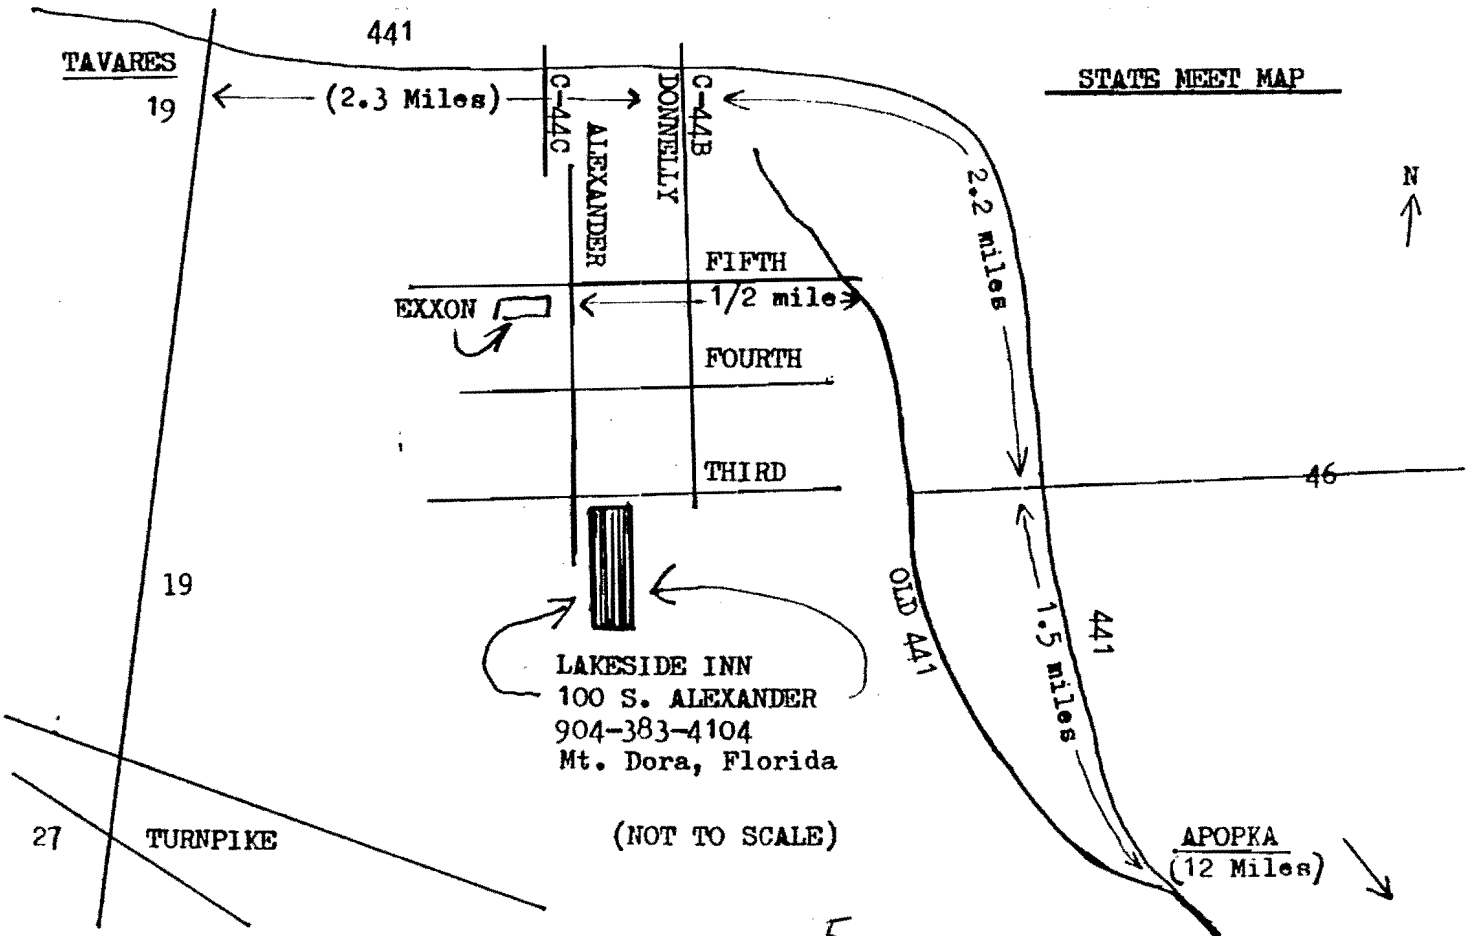 441
TAVARES
STATE MEET MAP
19
(2.3 Miles)
C-44C
ALEXANDER
DONNELLY
C-44B
2.2 miles
N
FIFTH
EXXON
1/2 mile
FOURTH
THIRD
46
19
OLD 441
441
1.5 miles
LAKESIDE INN
100 S. ALEXANDER
904-383-4104
Mt. Dora, Florida
27
TURNPIKE
(NOT TO SCALE)
APOPKA
(12 Miles)
5